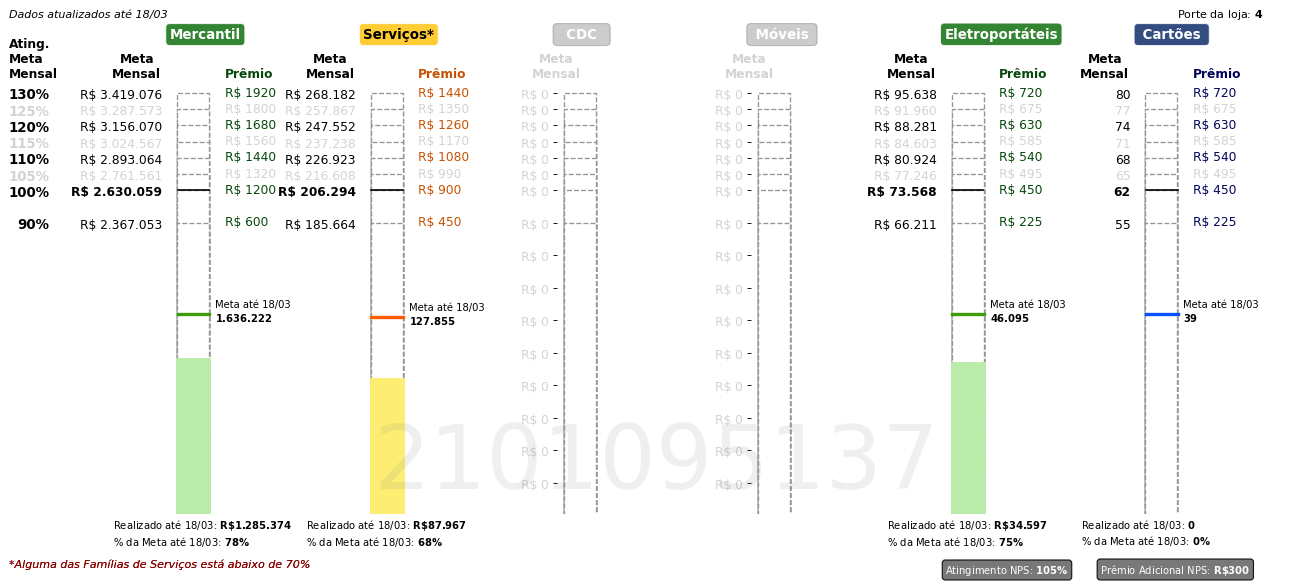 Dados atualizados até 18/03
Porte da loja: 4
Mercantil Serviços* CDC Móveis Eletroportáteis Cartões
Ating. Meta Mensal
Meta Mensal Prêmio Meta Mensal Prêmio Meta Mensal Meta Mensal Meta Mensal Prêmio Meta Mensal Prêmio
130% R$ 3.419.076 R$ 1920 R$ 268.182 R$ 1440 R$ 0 R$ 0 R$ 95.638 R$ 720 80 R$ 720
125% R$ 3.287.573 R$ 1800 R$ 257.867 R$ 1350 R$ 0 R$ 0 R$ 91.960 R$ 675 77 R$ 675
120% R$ 3.156.070 R$ 1680 R$ 247.552 R$ 1260 R$ 0 R$ 0 R$ 88.281 R$ 630 74 R$ 630
115% R$ 3.024.567 R$ 1560 R$ 237.238 R$ 1170 R$ 0 R$ 0 R$ 84.603 R$ 585 71 R$ 585
110% R$ 2.893.064 R$ 1440 R$ 226.923 R$ 1080 R$ 0 R$ 0 R$ 80.924 R$ 540 68 R$ 540
105% R$ 2.761.561 R$ 1320 R$ 216.608 R$ 990 R$ 0 R$ 0 R$ 77.246 R$ 495 65 R$ 495
100% R$ 2.630.059 R$ 1200 R$ 206.294 R$ 900 R$ 0 R$ 0 R$ 73.568 R$ 450 62 R$ 450
90% R$ 2.367.053 R$ 600 R$ 185.664 R$ 450 R$ 0 R$ 0 R$ 66.211 R$ 225 55 R$ 225
R$ 0 R$ 0
R$ 0 R$ 0
Meta até 18/03 Meta até 18/03 Meta até 18/03 Meta até 18/03
1.636.222 127.855 R$ 0 R$ 0 46.095 39
R$ 0 R$ 0
R$ 0 R$ 0
R$ 0 R$ 0
R$ 0 R$ 0
R$ 0 R$ 0
2101095137
Realizado até 18/03: R$1.285.374 Realizado até 18/03: R$87.967 Realizado até 18/03: R$34.597 Realizado até 18/03: 0
% da Meta até 18/03: 78% % da Meta até 18/03: 68% % da Meta até 18/03: 75% % da Meta até 18/03: 0%
*Alguma das Famílias de Serviços está abaixo de 70%
Atingimento NPS: 105% Prêmio Adicional NPS: R$300